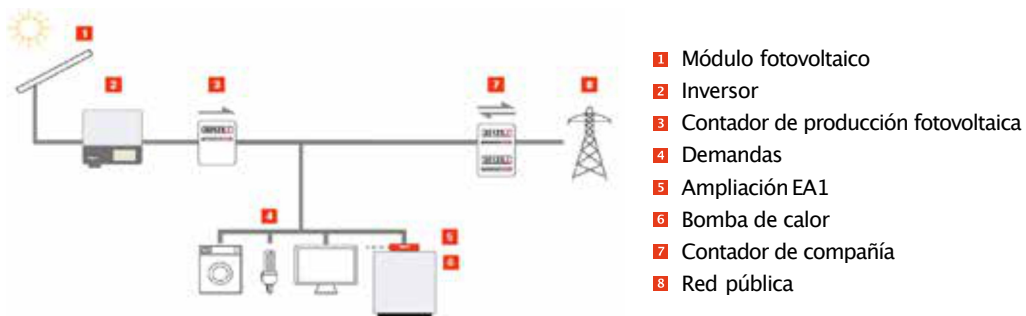 1
2
3
7
8
4
5
6
1 Módulo fotovoltaico
2 Inversor
3 Contador de producción fotovoltaica
4 Demandas
5 Ampliación EA1
6 Bomba de calor
7 Contador de compañía
8 Red pública